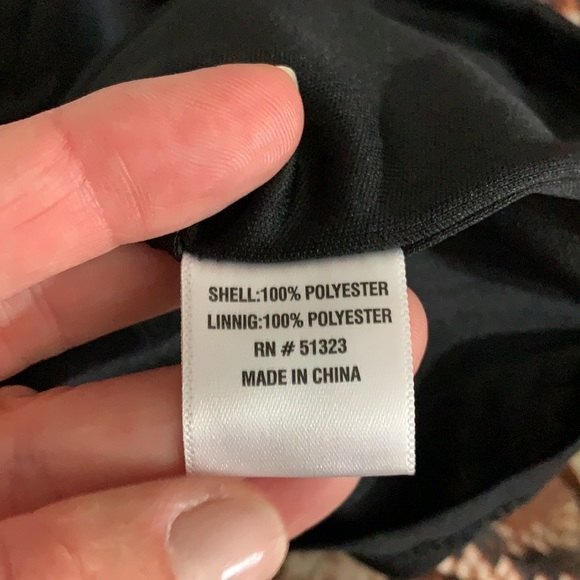 SHELL:100% POLYESTER
LINNIG:100% POLYESTER
RN # 51323
MADE IN CHINA